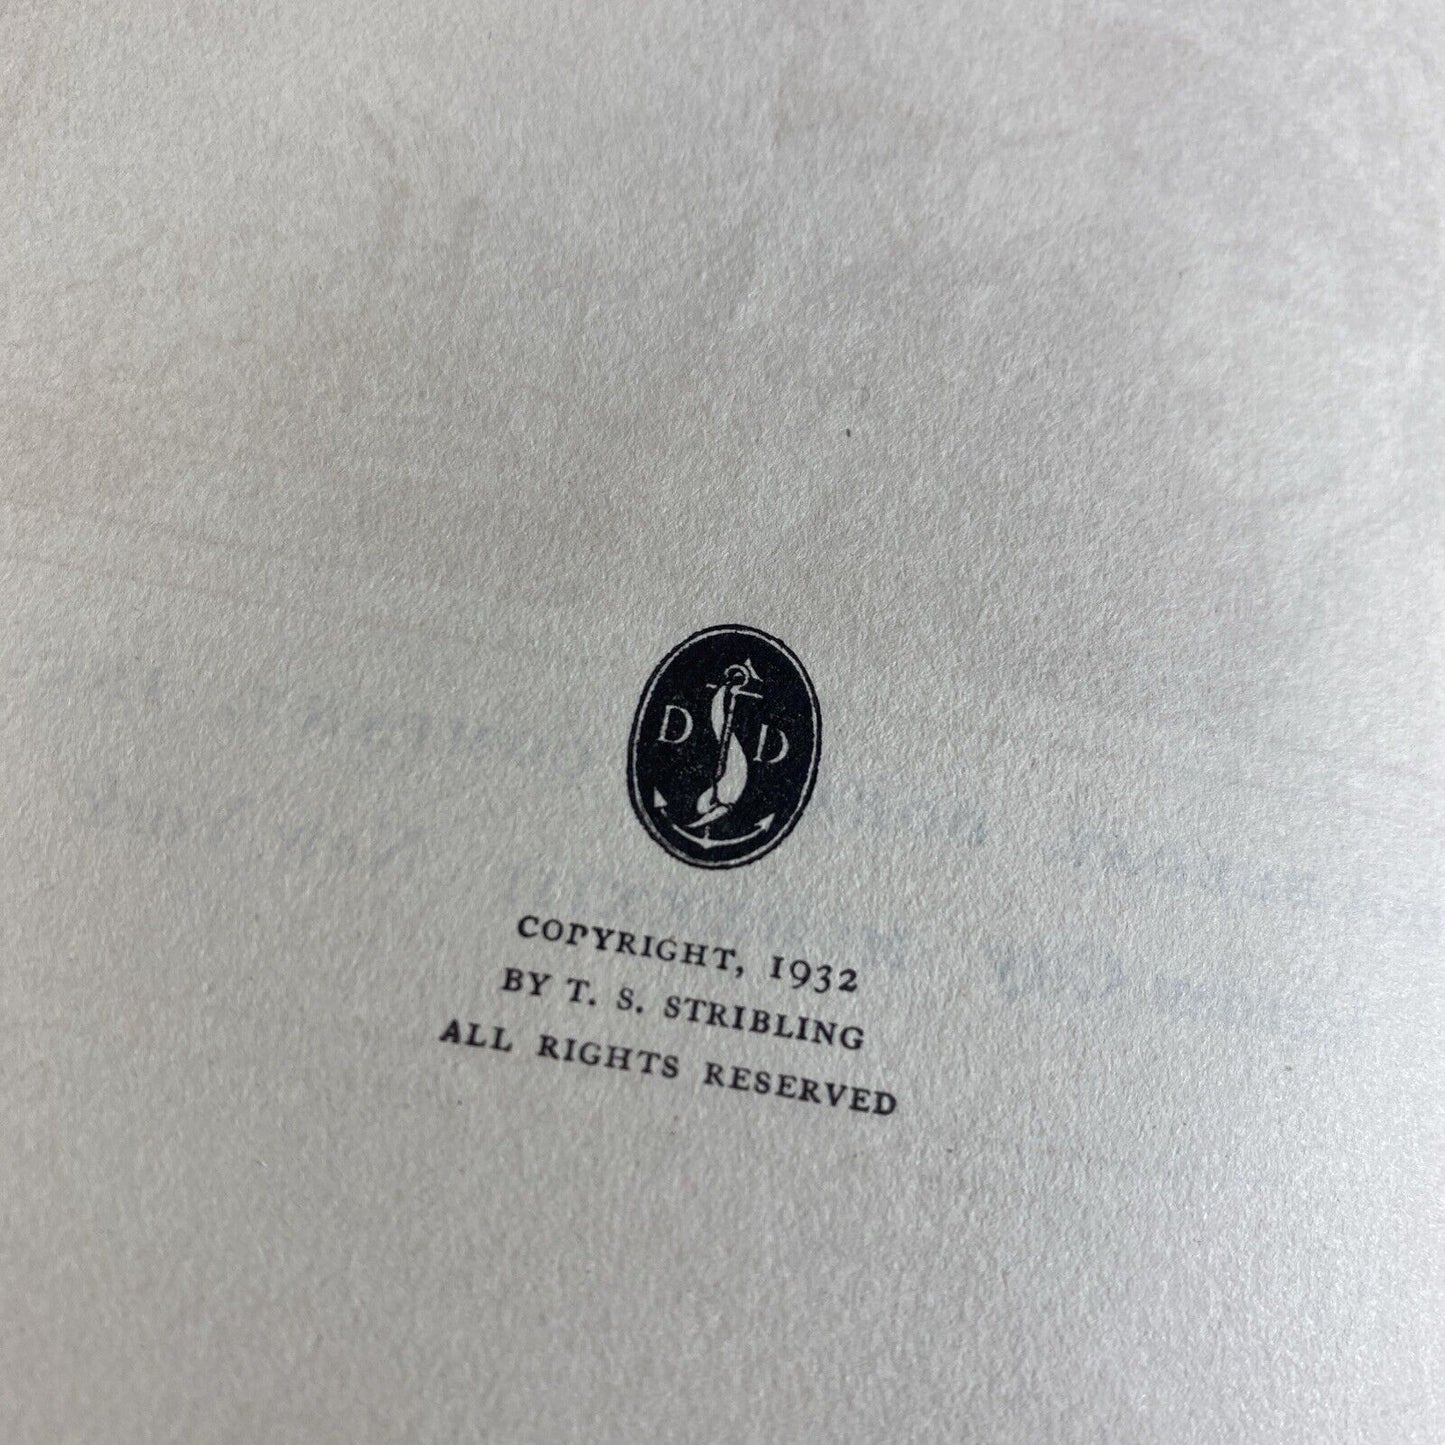 D D
COPYRIGHT, 1932
BY T. S. STRIBLING
ALL RIGHTS RESERVED